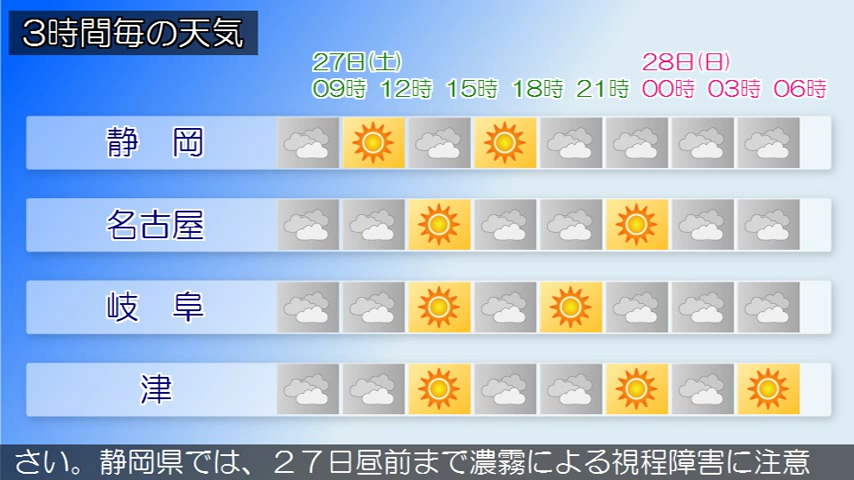 3時間毎の天気
27日(土) 28日(日)
09時 12時 15時 18時 21時 00時 03時 06時
静　岡
名古屋
岐　阜
津
さい。静岡県では、２７日昼前まで濃霧による視程障害に注意